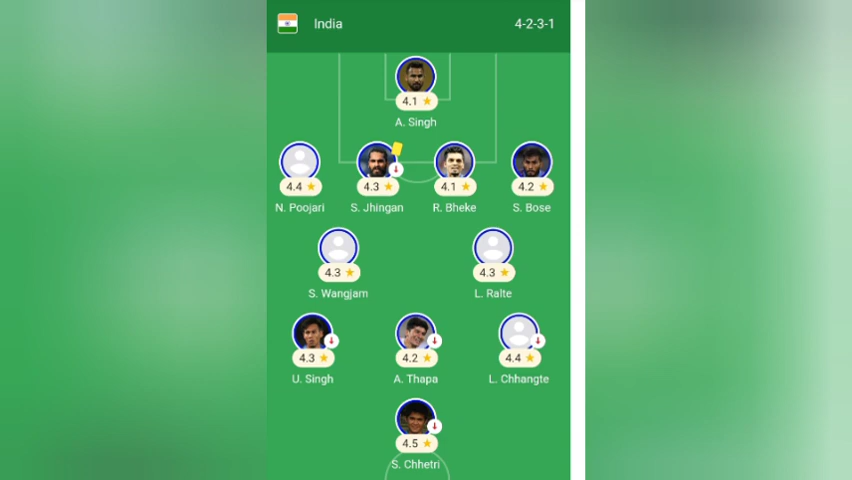 India 4-2-3-1
4.1
A. Singh
4.4 4.3 4.1 4.2
N. Poojari S. Jhingan R. Bheke S. Bose
4.3 4.3
S. Wangjam L. Ralte
4.3 4.2 4.4
U. Singh A. Thapa L. Chhangte
4.5
S. Chhetri